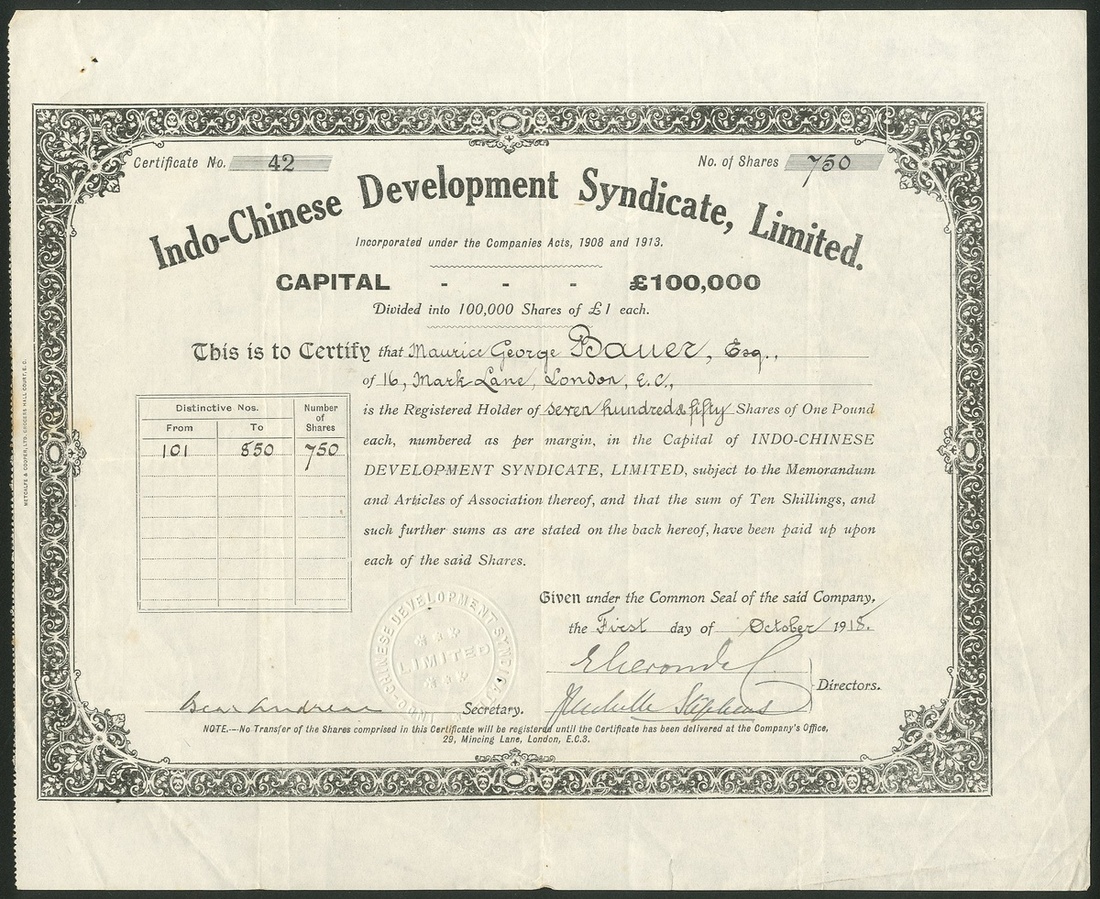 Certificate No. 42
No. of Shares 750
Indo-Chinese Development Syndicate, Limited.
Incorporated under the Companies Acts, 1908 and 1913.
CAPITAL - - - £100,000
Divided into 100,000 Shares of £1 each.
This is to Certify that Maurice George Bauer, Esq.,
of 16, Mark Lane, London, E.C.,
is the Registered Holder of seven hundred & fifty Shares of One Pound
each, numbered as per margin, in the Capital of INDO-CHINESE
DEVELOPMENT SYNDICATE, LIMITED, subject to the Memorandum
and Articles of Association thereof, and that the sum of Ten Shillings, and
such further sums as are stated on the back hereof, have been paid up upon
each of the said Shares.
Distinctive Nos. Number of Shares
From To
101 850 750
Given under the Common Seal of the said Company,
the First day of October 1918.
Directors.
Secretary.
INDO-CHINESE DEVELOPMENT SYNDICATE
LIMITED
NOTE.—No Transfer of the Shares comprised in this Certificate will be registered until the Certificate has been delivered at the Company's Office,
29, Mincing Lane, London, E.C.3.
METCALFE & COOPER, LTD. GROCERS HALL COURT, E.C.